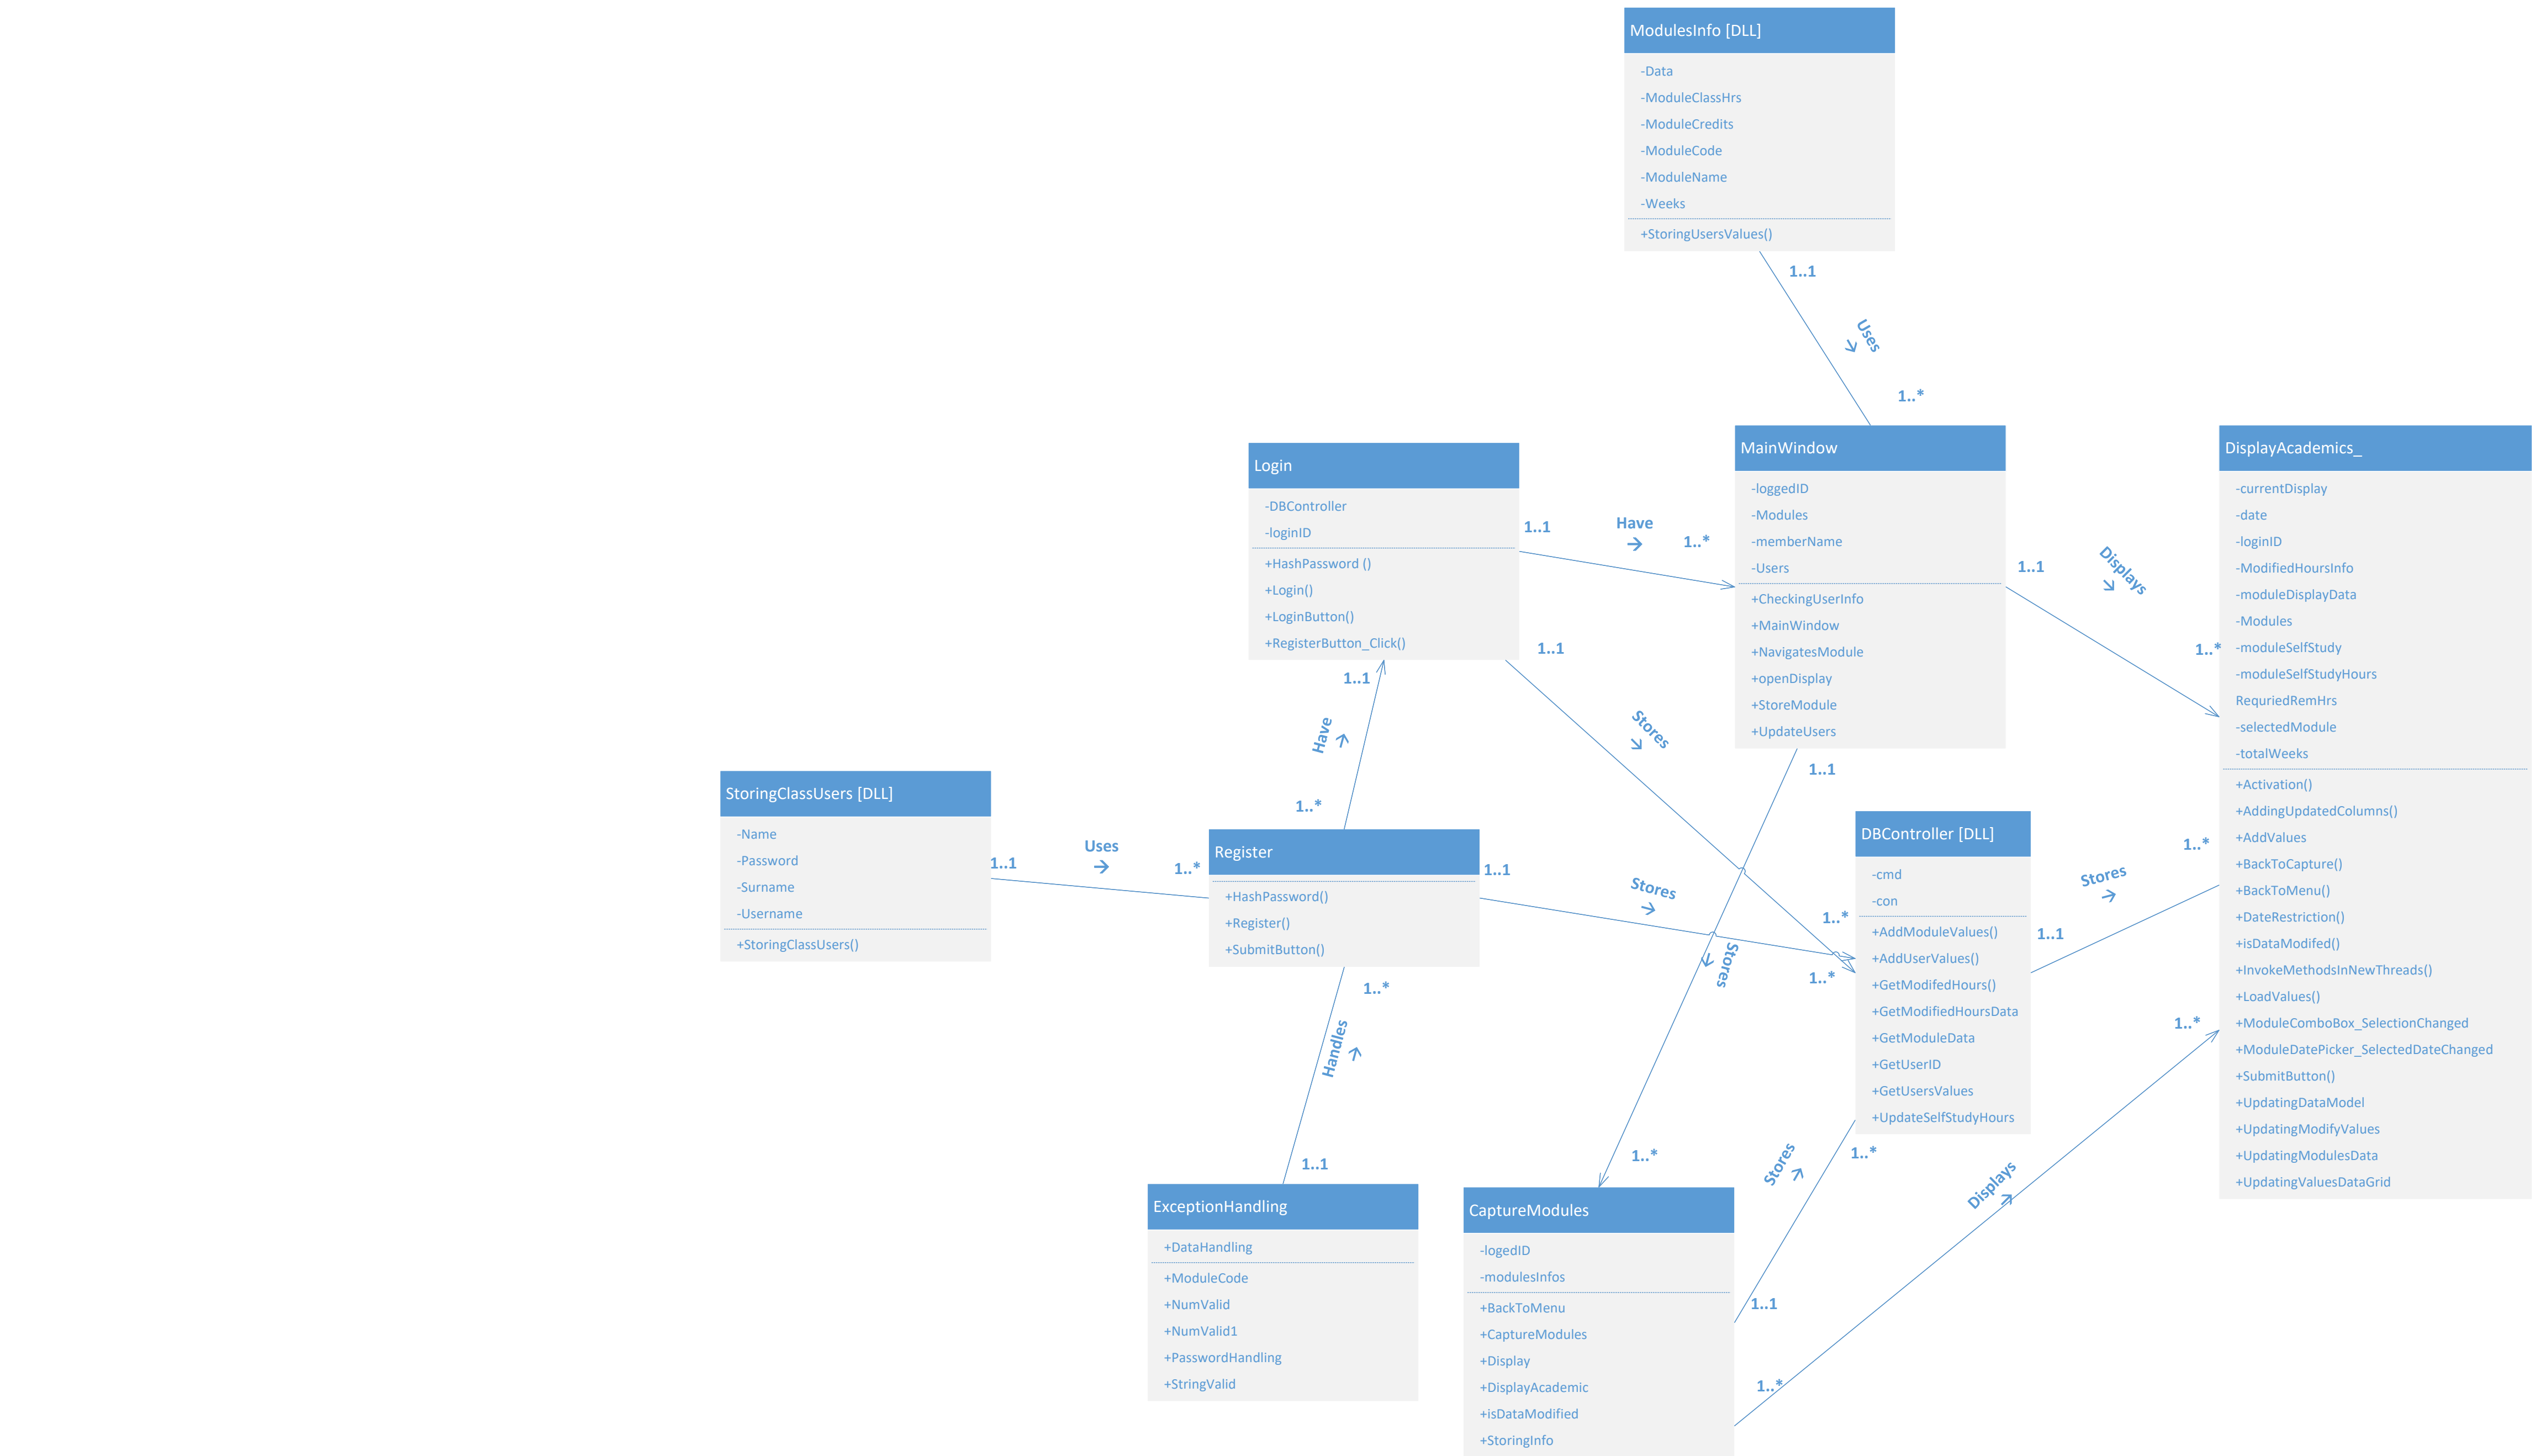 ModulesInfo [DLL]
-Data
-ModuleClassHrs
-ModuleCredits
-ModuleCode
-ModuleName
-Weeks
+StoringUsersValues()
1..1
Uses
→
1..*
Login
-DBController
-loginID
+HashPassword ()
+Login()
+LoginButton()
+RegisterButton_Click()
1..1
Have
→
1..*
MainWindow
-loggedID
-Modules
-memberName
-Users
+CheckingUserInfo
+MainWindow
+NavigatesModule
+openDisplay
+StoreModule
+UpdateUsers
1..1
Displays
→
1..*
DisplayAcademics_
-currentDisplay
-date
-loginID
-ModifiedHoursInfo
-moduleDisplayData
-Modules
-moduleSelfStudy
-moduleSelfStudyHours
RequriedRemHrs
-selectedModule
-totalWeeks
+Activation()
+AddingUpdatedColumns()
+AddValues
+BackToCapture()
+BackToMenu()
+DateRestriction()
+isDataModifed()
+InvokeMethodsInNewThreads()
+LoadValues()
+ModuleComboBox_SelectionChanged
+ModuleDatePicker_SelectedDateChanged
+SubmitButton()
+UpdatingDataModel
+UpdatingModifyValues
+UpdatingModulesData
+UpdatingValuesDataGrid
1..1
1..1
Have
→
1..*
Stores
→
1..1
StoringClassUsers [DLL]
-Name
-Password
-Surname
-Username
+StoringClassUsers()
1..1
Uses
→
1..*
Register
+HashPassword()
+Register()
+SubmitButton()
1..1
Stores
→
1..*
1..*
DBController [DLL]
-cmd
-con
+AddModuleValues()
+AddUserValues()
+GetModifedHours()
+GetModifiedHoursData
+GetModuleData
+GetUserID
+GetUsersValues
+UpdateSelfStudyHours
1..1
Stores
→
1..*
Stores
→
1..*
1..*
Handles
→
1..1
ExceptionHandling
+DataHandling
+ModuleCode
+NumValid
+NumValid1
+PasswordHandling
+StringValid
CaptureModules
-logedID
-modulesInfos
+BackToMenu
+CaptureModules
+Display
+DisplayAcademic
+isDataModified
+StoringInfo
1..*
Stores
→
1..1
1..*
Displays
→
1..*